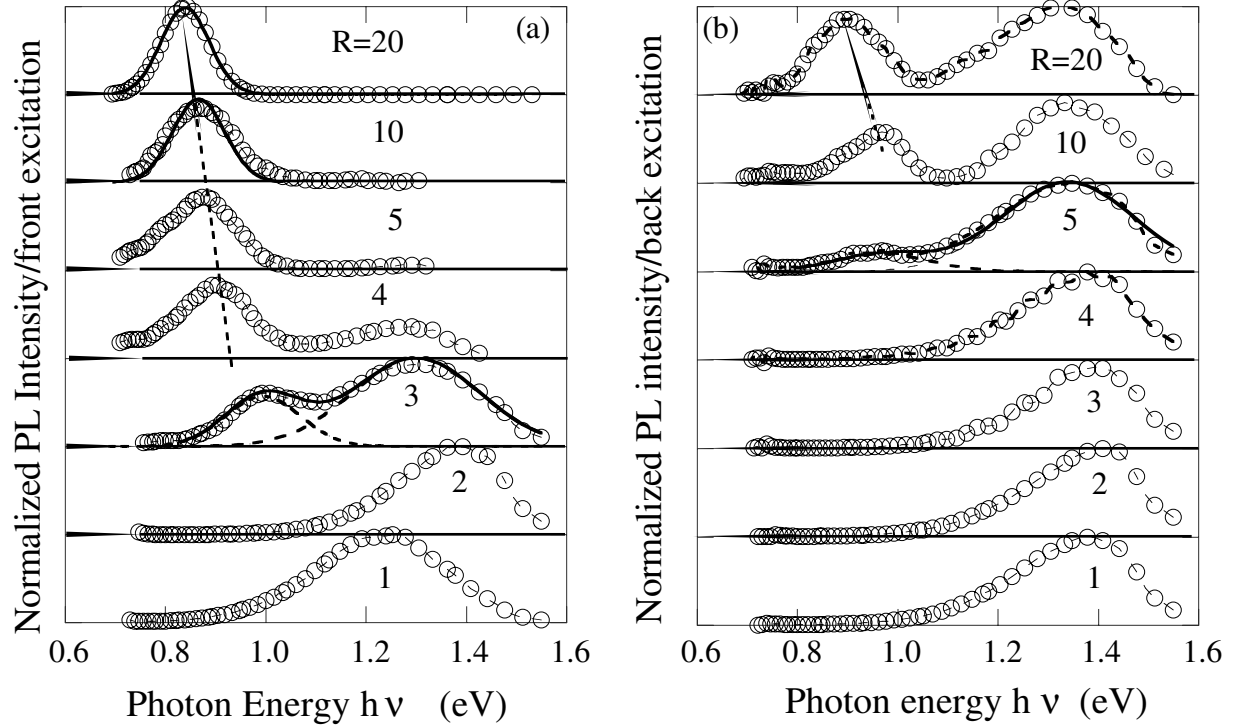 Normalized PL Intensity/front excitation
(a)
R=20
10
5
4
3
2
1
0.6 0.8 1.0 1.2 1.4 1.6
Photon Energy h ν (eV)
Normalized PL intensity/back excitation
(b)
R=20
10
5
4
3
2
1
0.6 0.8 1.0 1.2 1.4 1.6
Photon energy h ν (eV)